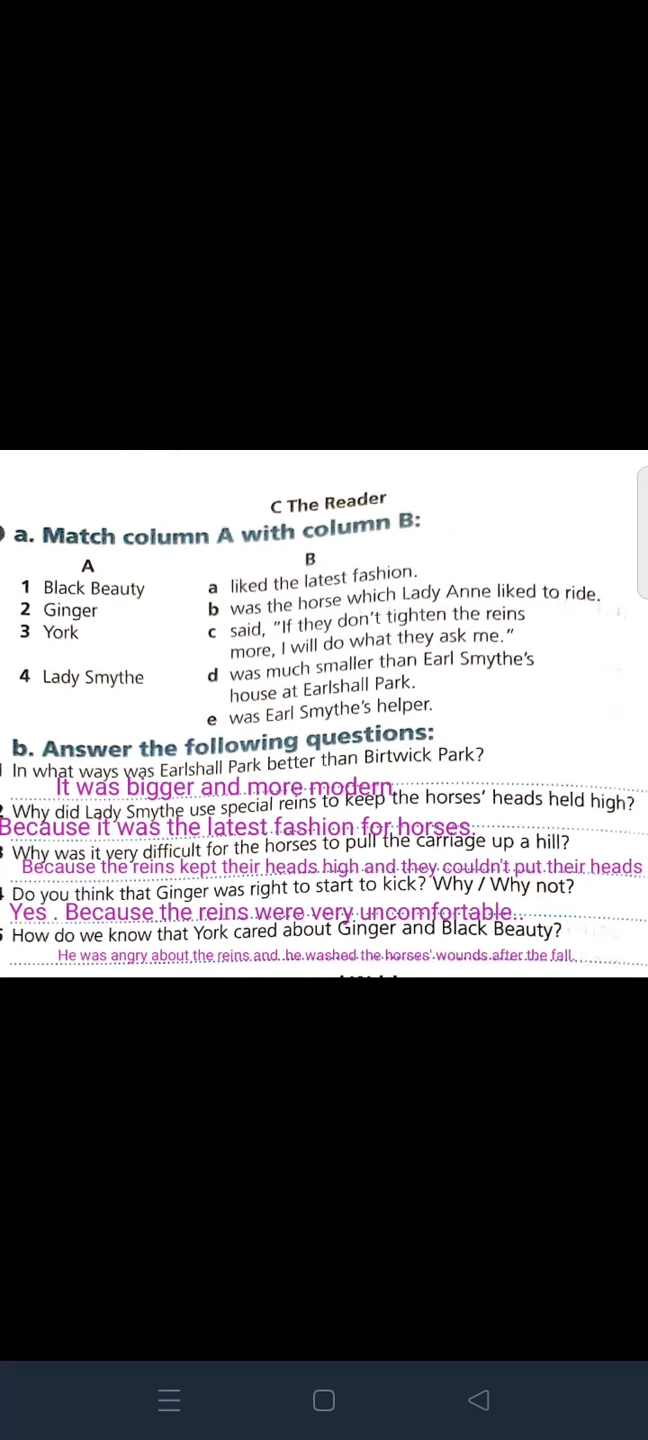 C The Reader
a. Match column A with column B:
A B
1 Black Beauty a liked the latest fashion.
2 Ginger b was the horse which Lady Anne liked to ride.
3 York c said, "If they don't tighten the reins
more, I will do what they ask me."
4 Lady Smythe d was much smaller than Earl Smythe's
house at Earlshall Park.
e was Earl Smythe's helper.
b. Answer the following questions:
In what ways was Earlshall Park better than Birtwick Park?
It was bigger and more modern.
Why did Lady Smythe use special reins to keep the horses' heads held high?
Because it was the latest fashion for horses.
Why was it very difficult for the horses to pull the carriage up a hill?
Because the reins kept their heads high and they couldn't put their heads
Do you think that Ginger was right to start to kick? Why / Why not?
Yes . Because the reins were very uncomfortable..
How do we know that York cared about Ginger and Black Beauty?
He was angry about the reins and he washed the horses' wounds after the fall.